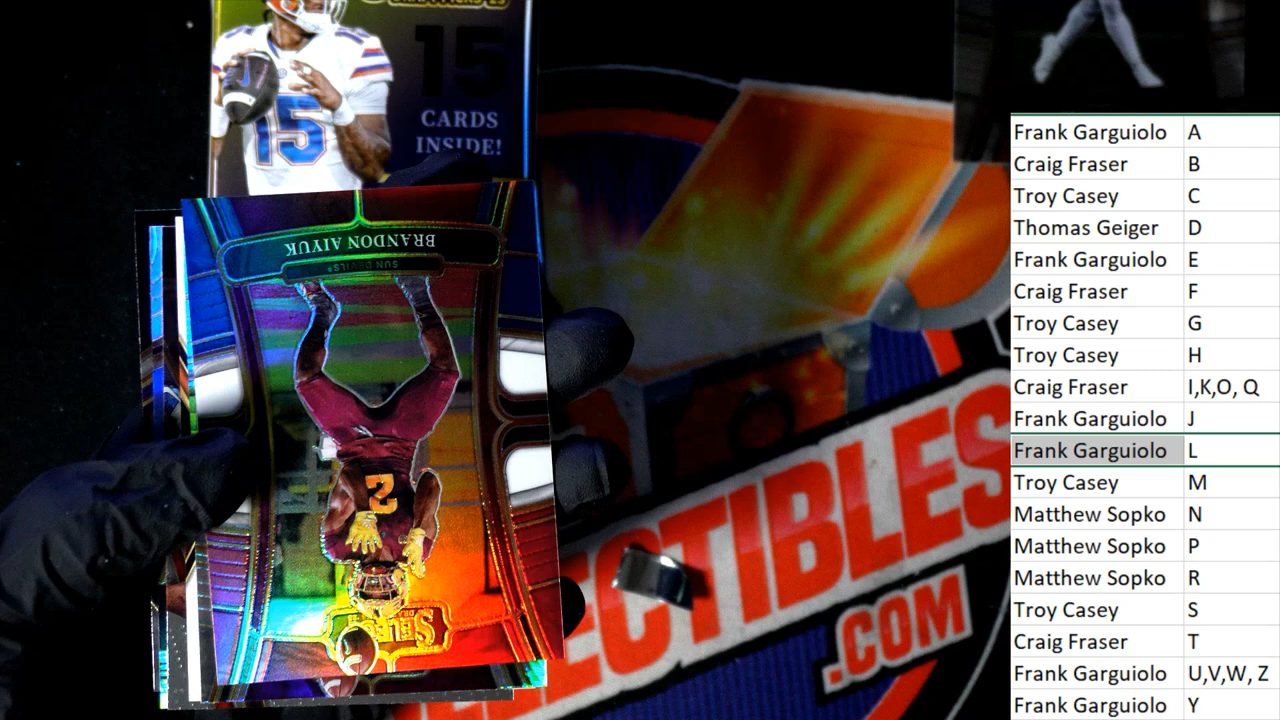 15
CARDS
INSIDE!
15
BRANDON AIYUK
SUN DEVILS
2
SELECT
ECTIBLES
.COM
Frank Garguiolo A
Craig Fraser B
Troy Casey C
Thomas Geiger D
Frank Garguiolo E
Craig Fraser F
Troy Casey G
Troy Casey H
Craig Fraser I,K,O, Q
Frank Garguiolo J
Frank Garguiolo L
Troy Casey M
Matthew Sopko N
Matthew Sopko P
Matthew Sopko R
Troy Casey S
Craig Fraser T
Frank Garguiolo U,V,W, Z
Frank Garguiolo Y